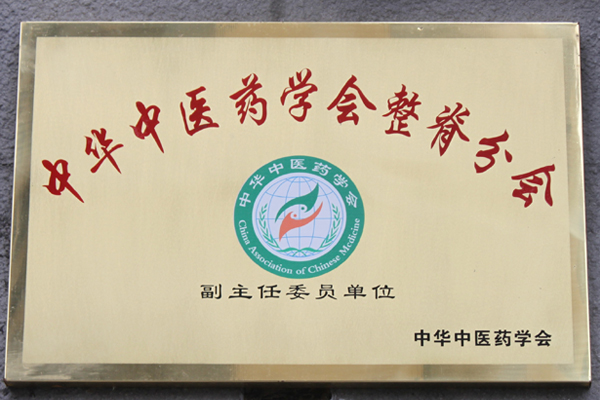 中华中医药学会整脊分会
中华中医药学会
China Association of Chinese Medicine
副主任委员单位
中华中医药学会